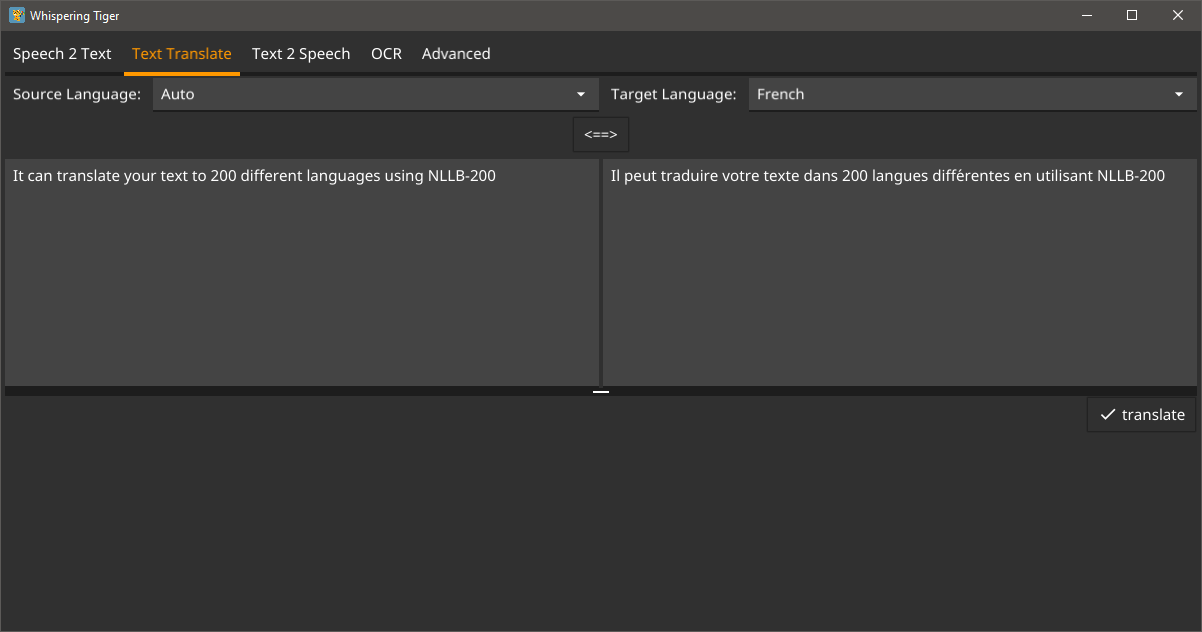 Whispering Tiger
Speech 2 Text Text Translate Text 2 Speech OCR Advanced
Source Language: Auto Target Language: French
<==>
It can translate your text to 200 different languages using NLLB-200
Il peut traduire votre texte dans 200 langues différentes en utilisant NLLB-200
translate